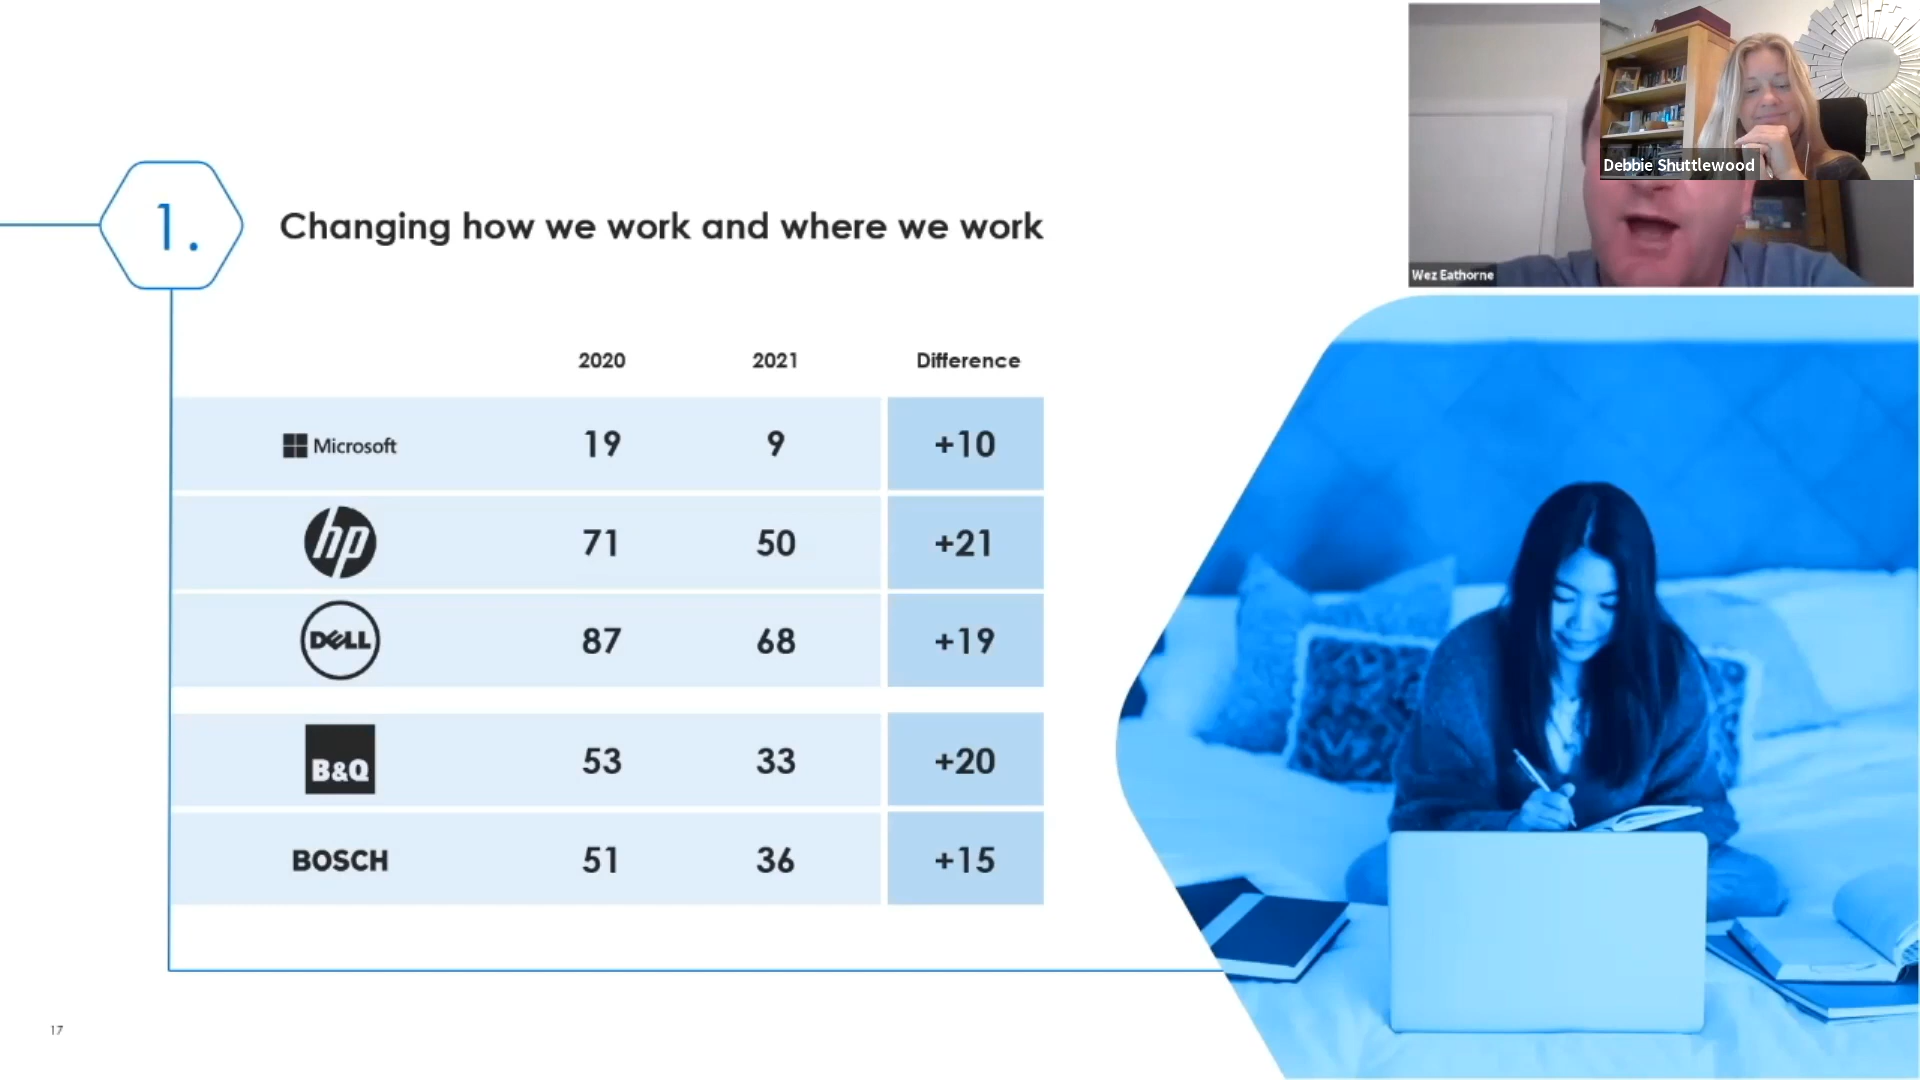 Debbie Shuttlewood
Wez Eathorne
1.
Changing how we work and where we work
2020 2021 Difference
Microsoft 19 9 +10
hp 71 50 +21
DELL 87 68 +19
B&Q 53 33 +20
BOSCH 51 36 +15
17